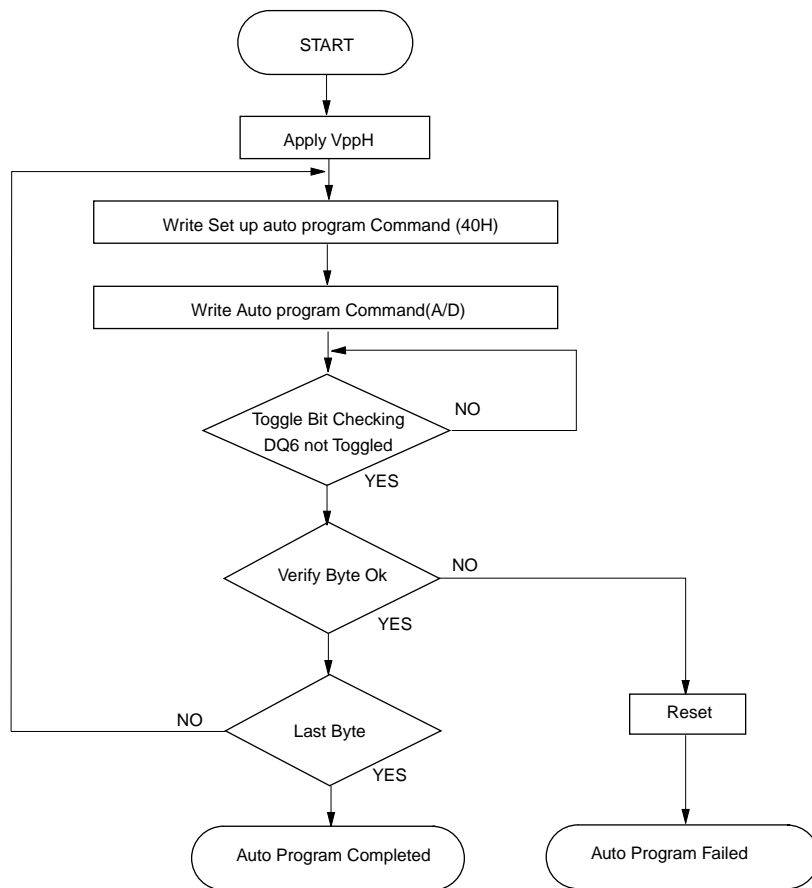 START
Apply VppH
Write Set up auto program Command (40H)
Write Auto program Command(A/D)
Toggle Bit Checking
DQ6 not Toggled
NO
YES
Verify Byte Ok
NO
YES
Last Byte
NO
YES
Reset
Auto Program Completed
Auto Program Failed